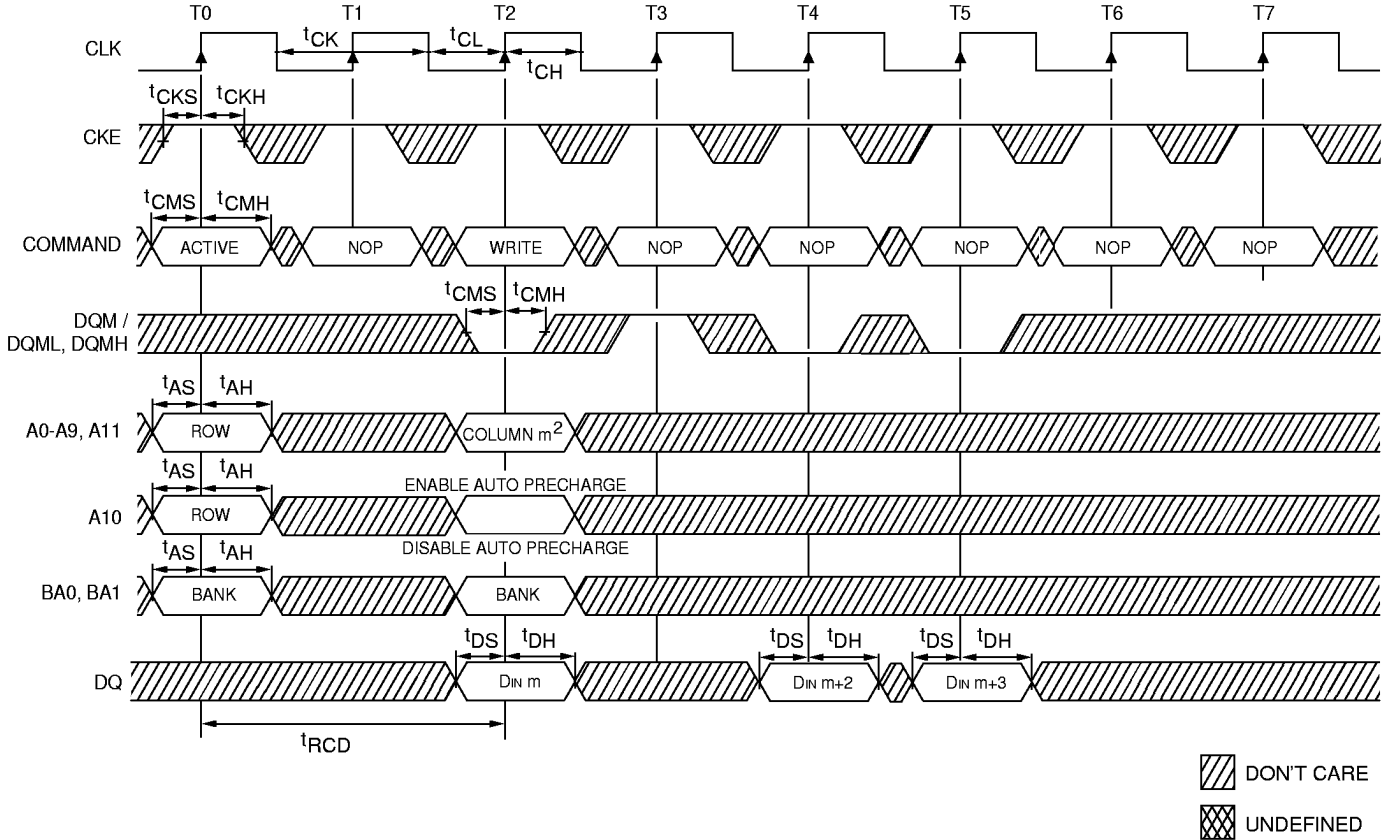 T0 T1 T2 T3 T4 T5 T6 T7
CLK
tCK tCL
tCH
tCKS tCKH
CKE
tCMS tCMH
COMMAND ACTIVE NOP WRITE NOP NOP NOP NOP NOP
tCMS tCMH
DQM /
DQML, DQMH
tAS tAH
A0-A9, A11 ROW COLUMN m2
tAS tAH ENABLE AUTO PRECHARGE
A10 ROW
DISABLE AUTO PRECHARGE
tAS tAH
BA0, BA1 BANK BANK
tDS tDH tDS tDH tDS tDH
DQ DIN m DIN m+2 DIN m+3
tRCD
DON'T CARE
UNDEFINED